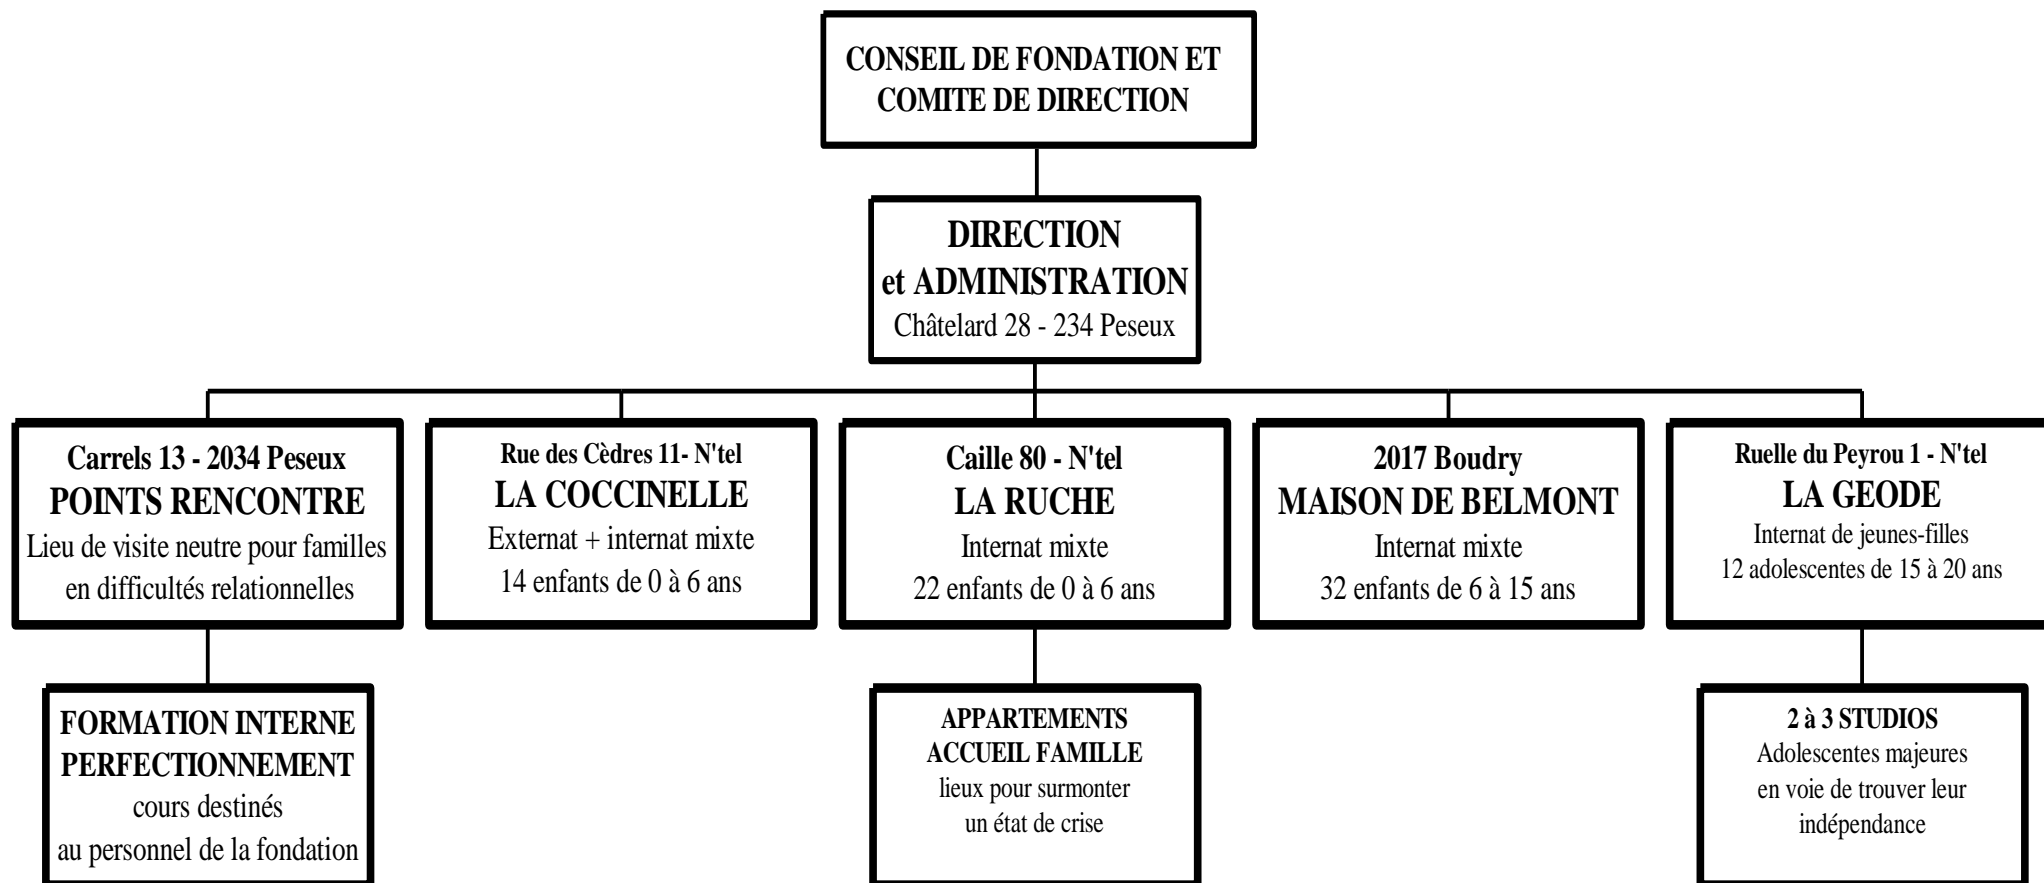 CONSEIL DE FONDATION ET
COMITE DE DIRECTION
DIRECTION
et ADMINISTRATION
Châtelard 28 - 234 Peseux
Carrels 13 - 2034 Peseux
POINTS RENCONTRE
Lieu de visite neutre pour familles
en difficultés relationnelles
Rue des Cèdres 11- N'tel
LA COCCINELLE
Externat + internat mixte
14 enfants de 0 à 6 ans
Caille 80 - N'tel
LA RUCHE
Internat mixte
22 enfants de 0 à 6 ans
2017 Boudry
MAISON DE BELMONT
Internat mixte
32 enfants de 6 à 15 ans
Ruelle du Peyrou 1 - N'tel
LA GEODE
Internat de jeunes-filles
12 adolescentes de 15 à 20 ans
FORMATION INTERNE
PERFECTIONNEMENT
cours destinés
au personnel de la fondation
APPARTEMENTS
ACCUEIL FAMILLE
lieux pour surmonter
un état de crise
2 à 3 STUDIOS
Adolescentes majeures
en voie de trouver leur
indépendance